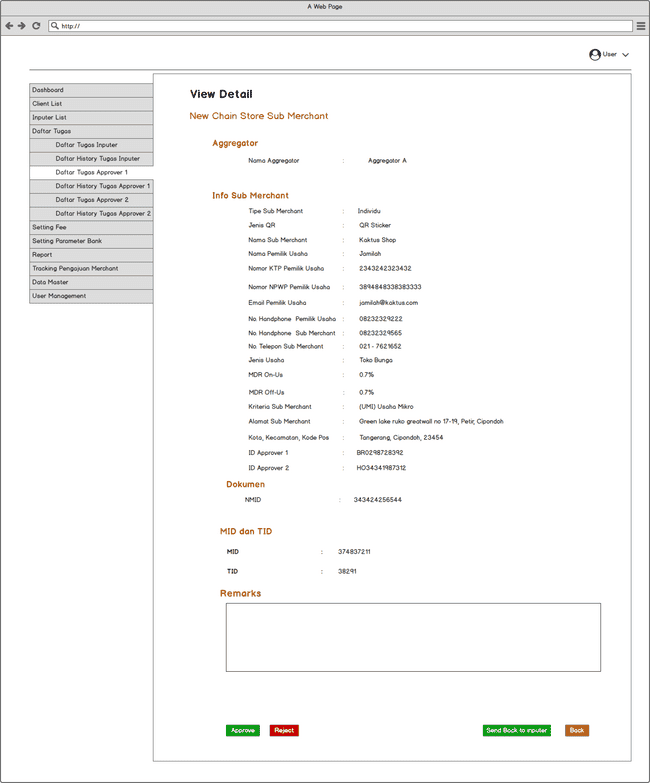 A Web Page
http://
User
Dashboard
Client List
Inputer List
Daftar Tugas
Daftar Tugas Inputer
Daftar History Tugas Inputer
Daftar Tugas Approver 1
Daftar History Tugas Approver 1
Daftar Tugas Approver 2
Daftar History Tugas Approver 2
Setting Fee
Setting Parameter Bank
Report
Tracking Pengajuan Merchant
Data Master
User Management
View Detail
New Chain Store Sub Merchant
Aggregator
Nama Aggregator : Aggregator A
Info Sub Merchant
Tipe Sub Merchant : Individu
Jenis QR : QR Sticker
Nama Sub Merchant : Kaktus Shop
Nama Pemilik Usaha : Jamilah
Nomor KTP Pemilik Usaha : 2343242323432
Nomor NPWP Pemilik Usaha : 3894848338383333
Email Pemilik Usaha : jamilah@kaktus.com
No. Handphone Pemilik Usaha : 08232329222
No. Handphone Sub Merchant : 08232329565
No. Telepon Sub Merchant : 021 - 7621652
Jenis Usaha : Toko Bunga
MDR On-Us : 0.7%
MDR Off-Us : 0.7%
Kriteria Sub Merchant : (UMI) Usaha Mikro
Alamat Sub Merchant : Green lake ruko greatwall no 17-19, Petir, Cipondoh
Kota, Kecamatan, Kode Pos : Tangerang, Cipondoh, 23454
ID Approver 1 : BR0298728392
ID Approver 2 : HO34341987312
Dokumen
NMID : 343424256544
MID dan TID
MID : 374837211
TID : 38291
Remarks
Approve
Reject
Send Back to inputer
Back